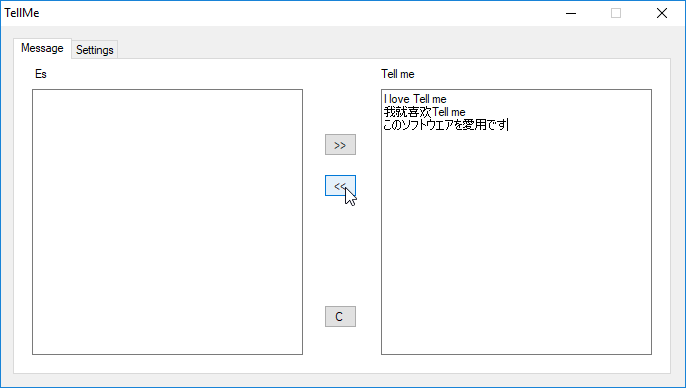 TellMe
Message Settings
Es
Tell me
I love Tell me
我就喜欢Tell me
このソフトウエアを愛用です
>>
<<
C